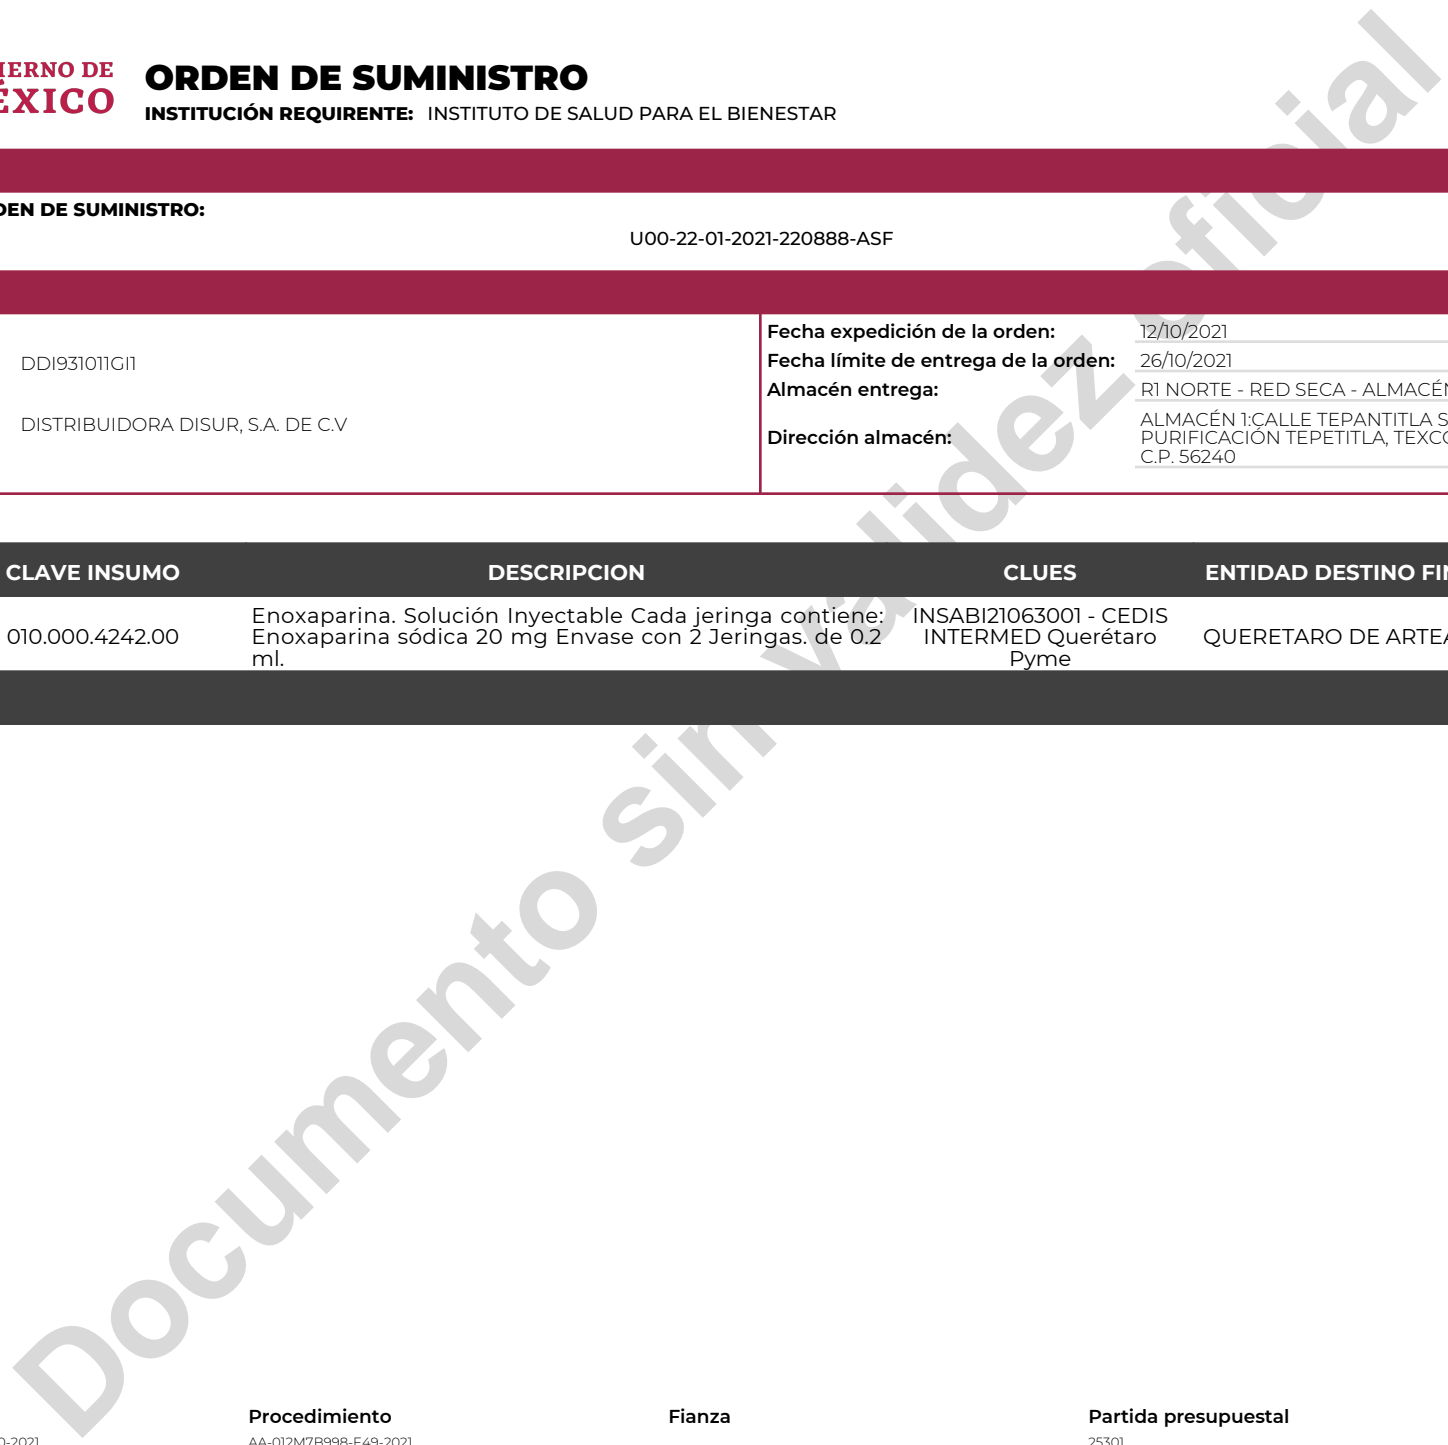 IERNO DE
ÉXICO
ORDEN DE SUMINISTRO
INSTITUCIÓN REQUIRENTE: INSTITUTO DE SALUD PARA EL BIENESTAR
DEN DE SUMINISTRO:
U00-22-01-2021-220888-ASF
DDI931011GI1
DISTRIBUIDORA DISUR, S.A. DE C.V
Fecha expedición de la orden: 12/10/2021
Fecha límite de entrega de la orden: 26/10/2021
Almacén entrega: R1 NORTE - RED SECA - ALMACÉN
Dirección almacén:
ALMACÉN 1:CALLE TEPANTITLA S
PURIFICACIÓN TEPETITLA, TEXCO
C.P. 56240
CLAVE INSUMO DESCRIPCION CLUES ENTIDAD DESTINO FIN
010.000.4242.00
Enoxaparina. Solución Inyectable Cada jeringa contiene:
Enoxaparina sódica 20 mg Envase con 2 Jeringas. de 0.2
ml.
INSABI21063001 - CEDIS
INTERMED Querétaro
Pyme
QUERETARO DE ARTEA
Documento sin validez oficial
Procedimiento Fianza Partida presupuestal
0-2021 AA-012M7B998-E49-2021 25301